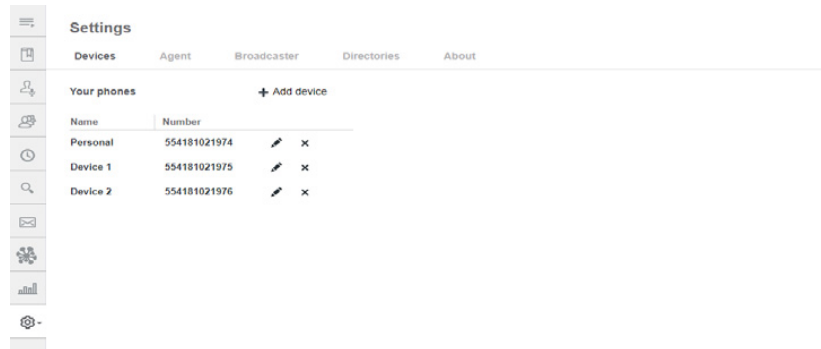 Settings
Devices Agent Broadcaster Directories About
Your phones + Add device
Name Number
Personal 554181021974
Device 1 554181021975
Device 2 554181021976